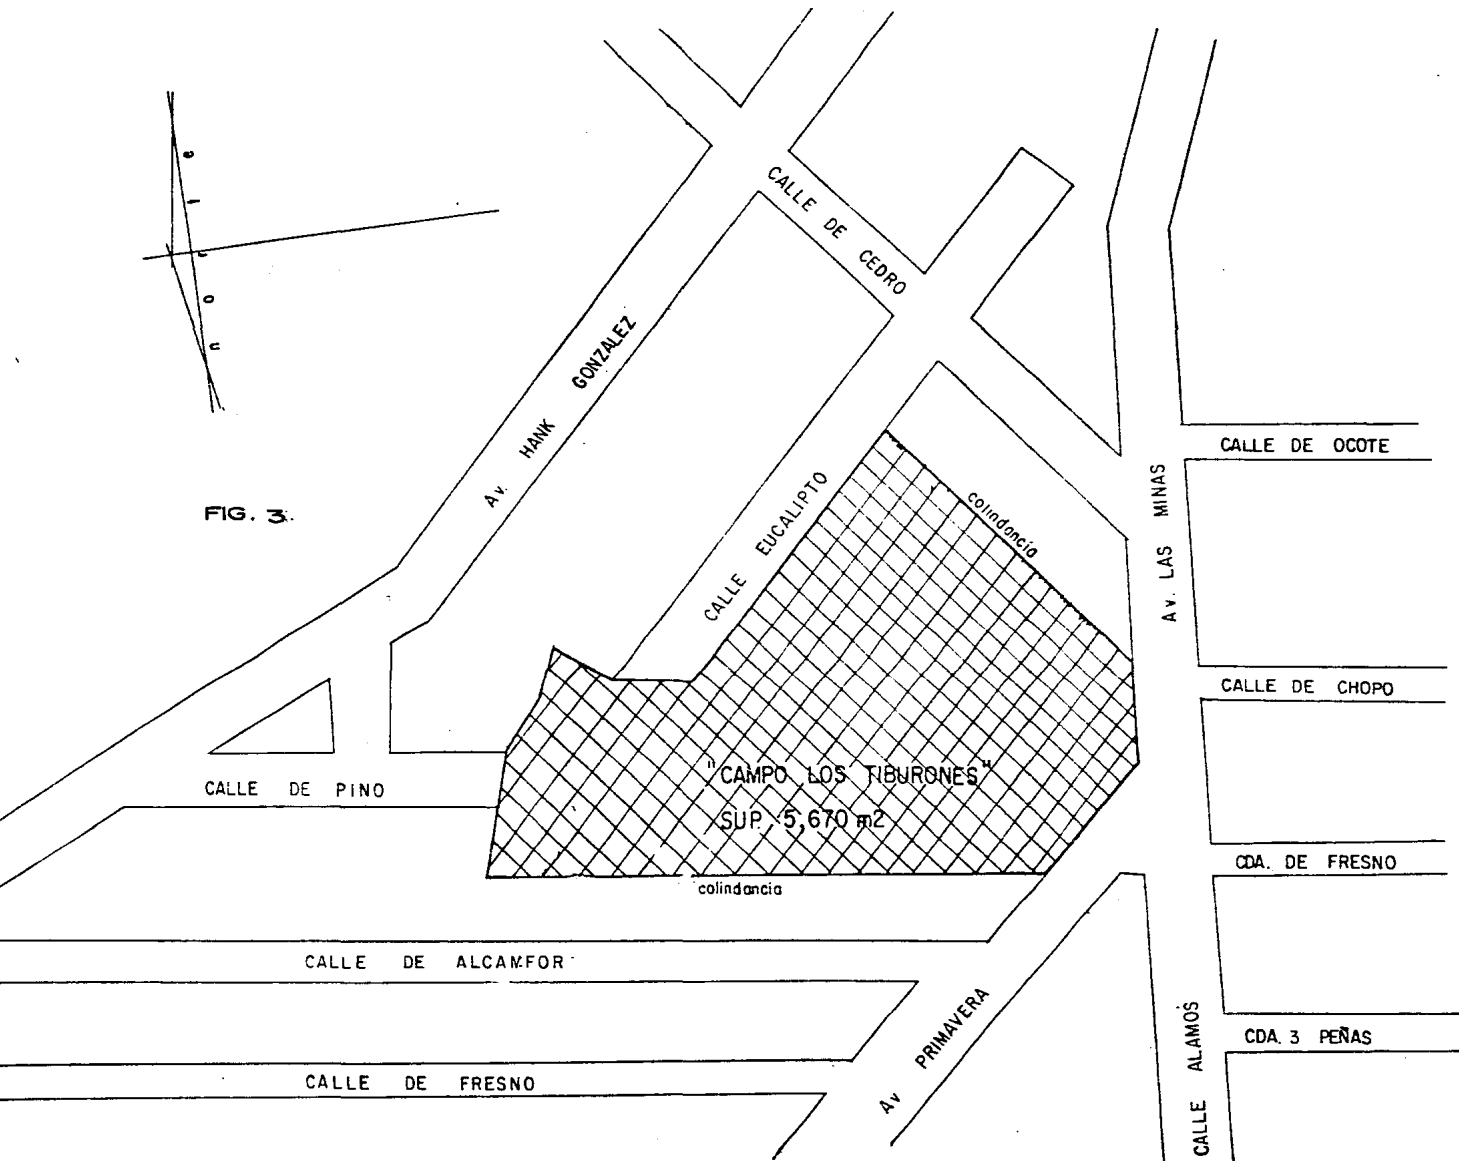 CALLE DE CEDRO
norte
Av. HANK GONZALEZ
FIG. 3.
CALLE EUCALIPTO
colindancia
Av. LAS MINAS
CALLE DE OCOTE
CALLE DE CHOPO
CALLE DE PINO
"CAMPO LOS TIBURONES"
SUP. 5,670 m2
colindancia
CDA. DE FRESNO
CALLE DE ALCAMFOR
Av PRIMAVERA
CALLE ALAMOS
CDA. 3 PEÑAS
CALLE DE FRESNO